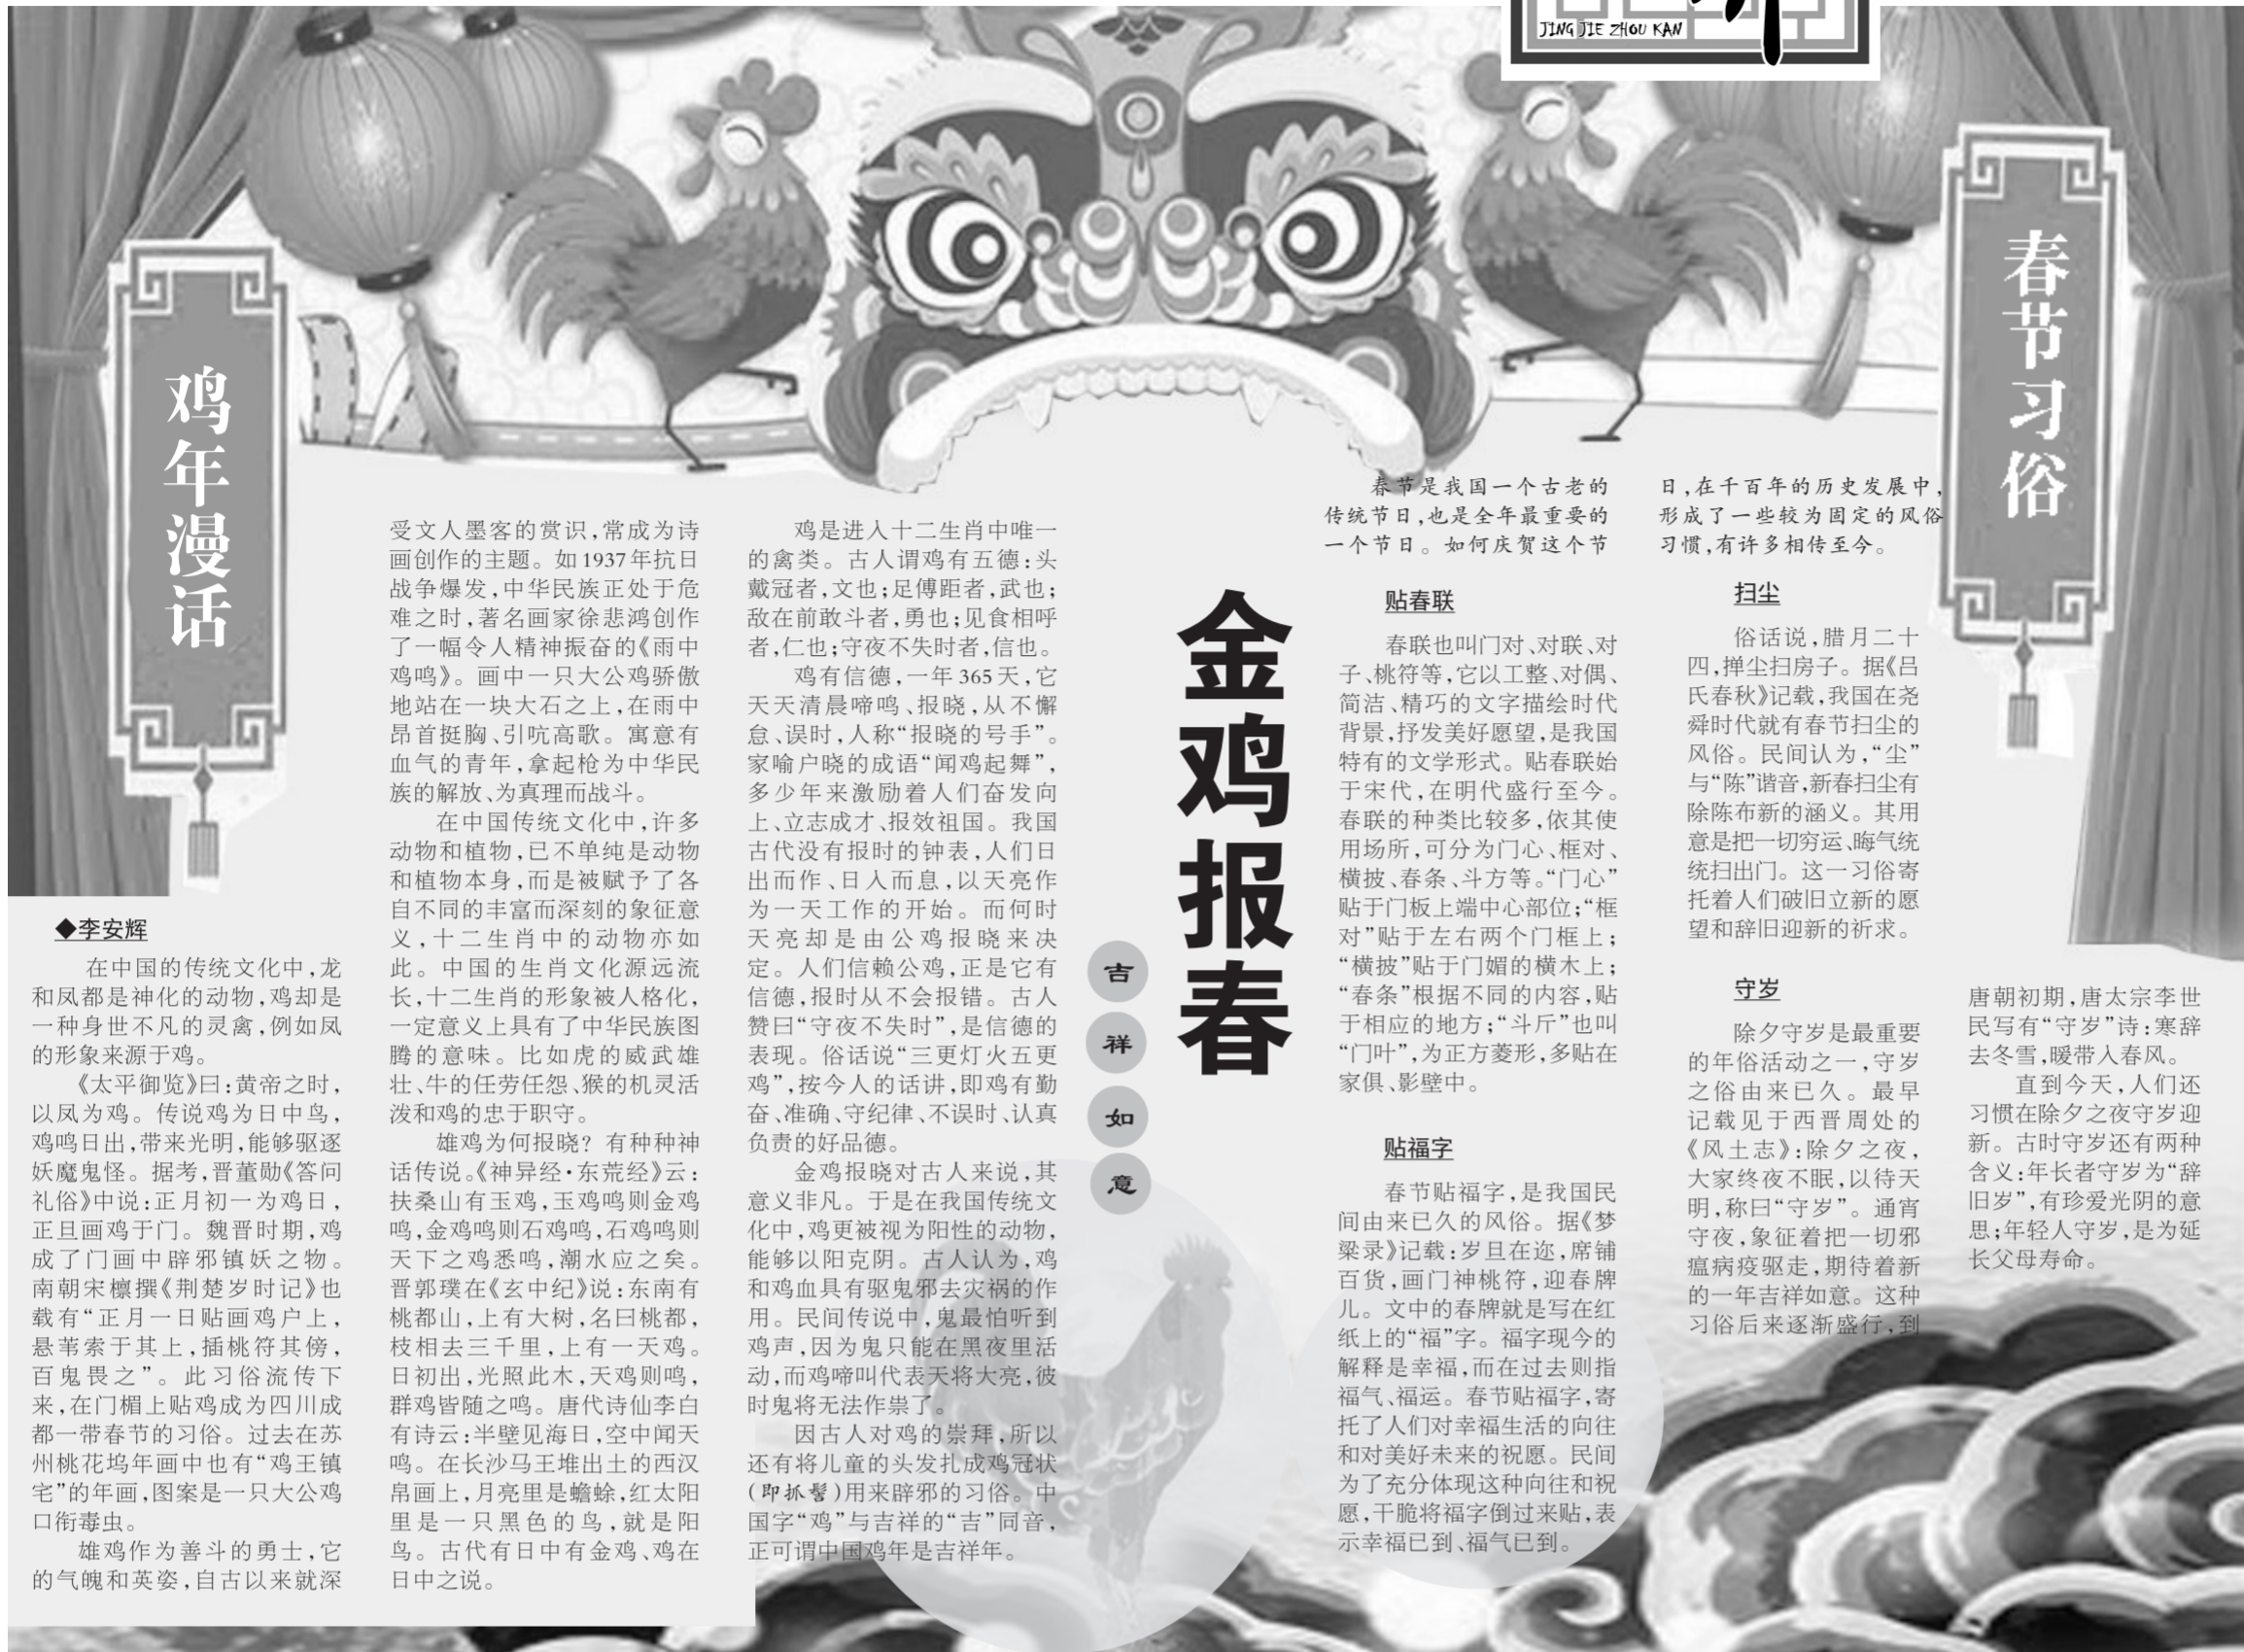 JING JIE ZHOU KAN
鸡年漫话
◆李安辉
在中国的传统文化中,龙
和凤都是神化的动物,鸡却是
一种身世不凡的灵禽,例如凤
的形象来源于鸡。
《太平御览》曰:黄帝之时,
以凤为鸡。传说鸡为日中鸟,
鸡鸣日出,带来光明,能够驱逐
妖魔鬼怪。据考,晋董勋《答问
礼俗》中说:正月初一为鸡日,
正旦画鸡于门。魏晋时期,鸡
成了门画中辟邪镇妖之物。
南朝宋檩撰《荆楚岁时记》也
载有“正月一日贴画鸡户上,
悬苇索于其上,插桃符其傍,
百鬼畏之”。此习俗流传下
来,在门楣上贴鸡成为四川成
都一带春节的习俗。过去在苏
州桃花坞年画中也有“鸡王镇
宅”的年画,图案是一只大公鸡
口衔毒虫。
雄鸡作为善斗的勇士,它
的气魄和英姿,自古以来就深
受文人墨客的赏识,常成为诗
画创作的主题。如1937年抗日
战争爆发,中华民族正处于危
难之时,著名画家徐悲鸿创作
了一幅令人精神振奋的《雨中
鸡鸣》。画中一只大公鸡骄傲
地站在一块大石之上,在雨中
昂首挺胸、引吭高歌。寓意有
血气的青年,拿起枪为中华民
族的解放、为真理而战斗。
在中国传统文化中,许多
动物和植物,已不单纯是动物
和植物本身,而是被赋予了各
自不同的丰富而深刻的象征意
义,十二生肖中的动物亦如
此。中国的生肖文化源远流
长,十二生肖的形象被人格化,
一定意义上具有了中华民族图
腾的意味。比如虎的威武雄
壮、牛的任劳任怨、猴的机灵活
泼和鸡的忠于职守。
雄鸡为何报晓?有种种神
话传说。《神异经·东荒经》云:
扶桑山有玉鸡,玉鸡鸣则金鸡
鸣,金鸡鸣则石鸡鸣,石鸡鸣则
天下之鸡悉鸣,潮水应之矣。
晋郭璞在《玄中纪》说:东南有
桃都山,上有大树,名曰桃都,
枝相去三千里,上有一天鸡。
日初出,光照此木,天鸡则鸣,
群鸡皆随之鸣。唐代诗仙李白
有诗云:半壁见海日,空中闻天
鸣。在长沙马王堆出土的西汉
帛画上,月亮里是蟾蜍,红太阳
里是一只黑色的鸟,就是阳
鸟。古代有日中有金鸡、鸡在
日中之说。
鸡是进入十二生肖中唯一
的禽类。古人谓鸡有五德:头
戴冠者,文也;足傅距者,武也;
敌在前敢斗者,勇也;见食相呼
者,仁也;守夜不失时者,信也。
鸡有信德,一年365天,它
天天清晨啼鸣、报晓,从不懈
怠、误时,人称“报晓的号手”。
家喻户晓的成语“闻鸡起舞”,
多少年来激励着人们奋发向
上、立志成才、报效祖国。我国
古代没有报时的钟表,人们日
出而作、日入而息,以天亮作
为一天工作的开始。而何时
天亮却是由公鸡报晓来决
定。人们信赖公鸡,正是它有
信德,报时从不会报错。古人
赞曰“守夜不失时”,是信德的
表现。俗话说“三更灯火五更
鸡”,按今人的话讲,即鸡有勤
奋、准确、守纪律、不误时、认真
负责的好品德。
金鸡报晓对古人来说,其
意义非凡。于是在我国传统文
化中,鸡更被视为阳性的动物,
能够以阳克阴。古人认为,鸡
和鸡血具有驱鬼邪去灾祸的作
用。民间传说中,鬼最怕听到
鸡声,因为鬼只能在黑夜里活
动,而鸡啼叫代表天将大亮,彼
时鬼将无法作祟了。
因古人对鸡的崇拜,所以
还有将儿童的头发扎成鸡冠状
(即抓髻)用来辟邪的习俗。中
国字“鸡”与吉祥的“吉”同音,
正可谓中国鸡年是吉祥年。
金鸡报春
吉祥如意
春节习俗
春节是我国一个古老的
传统节日,也是全年最重要的
一个节日。如何庆贺这个节
日,在千百年的历史发展中,
形成了一些较为固定的风俗
习惯,有许多相传至今。
贴春联
春联也叫门对、对联、对
子、桃符等,它以工整、对偶、
简洁、精巧的文字描绘时代
背景,抒发美好愿望,是我国
特有的文学形式。贴春联始
于宋代,在明代盛行至今。
春联的种类比较多,依其使
用场所,可分为门心、框对、
横披、春条、斗方等。“门心”
贴于门板上端中心部位;“框
对”贴于左右两个门框上;
“横披”贴于门媚的横木上;
“春条”根据不同的内容,贴
于相应的地方;“斗斤”也叫
“门叶”,为正方菱形,多贴在
家俱、影壁中。
贴福字
春节贴福字,是我国民
间由来已久的风俗。据《梦
梁录》记载:岁旦在迩,席铺
百货,画门神桃符,迎春牌
儿。文中的春牌就是写在红
纸上的“福”字。福字现今的
解释是幸福,而在过去则指
福气、福运。春节贴福字,寄
托了人们对幸福生活的向往
和对美好未来的祝愿。民间
为了充分体现这种向往和祝
愿,干脆将福字倒过来贴,表
示幸福已到、福气已到。
扫尘
俗话说,腊月二十
四,掸尘扫房子。据《吕
氏春秋》记载,我国在尧
舜时代就有春节扫尘的
风俗。民间认为,“尘”
与“陈”谐音,新春扫尘有
除陈布新的涵义。其用
意是把一切穷运、晦气统
统扫出门。这一习俗寄
托着人们破旧立新的愿
望和辞旧迎新的祈求。
守岁
除夕守岁是最重要
的年俗活动之一,守岁
之俗由来已久。最早
记载见于西晋周处的
《风土志》:除夕之夜,
大家终夜不眠,以待天
明,称曰“守岁”。通宵
守夜,象征着把一切邪
瘟病疫驱走,期待着新
的一年吉祥如意。这种
习俗后来逐渐盛行,到
唐朝初期,唐太宗李世
民写有“守岁”诗:寒辞
去冬雪,暖带入春风。
直到今天,人们还
习惯在除夕之夜守岁迎
新。古时守岁还有两种
含义:年长者守岁为“辞
旧岁”,有珍爱光阴的意
思;年轻人守岁,是为延
长父母寿命。